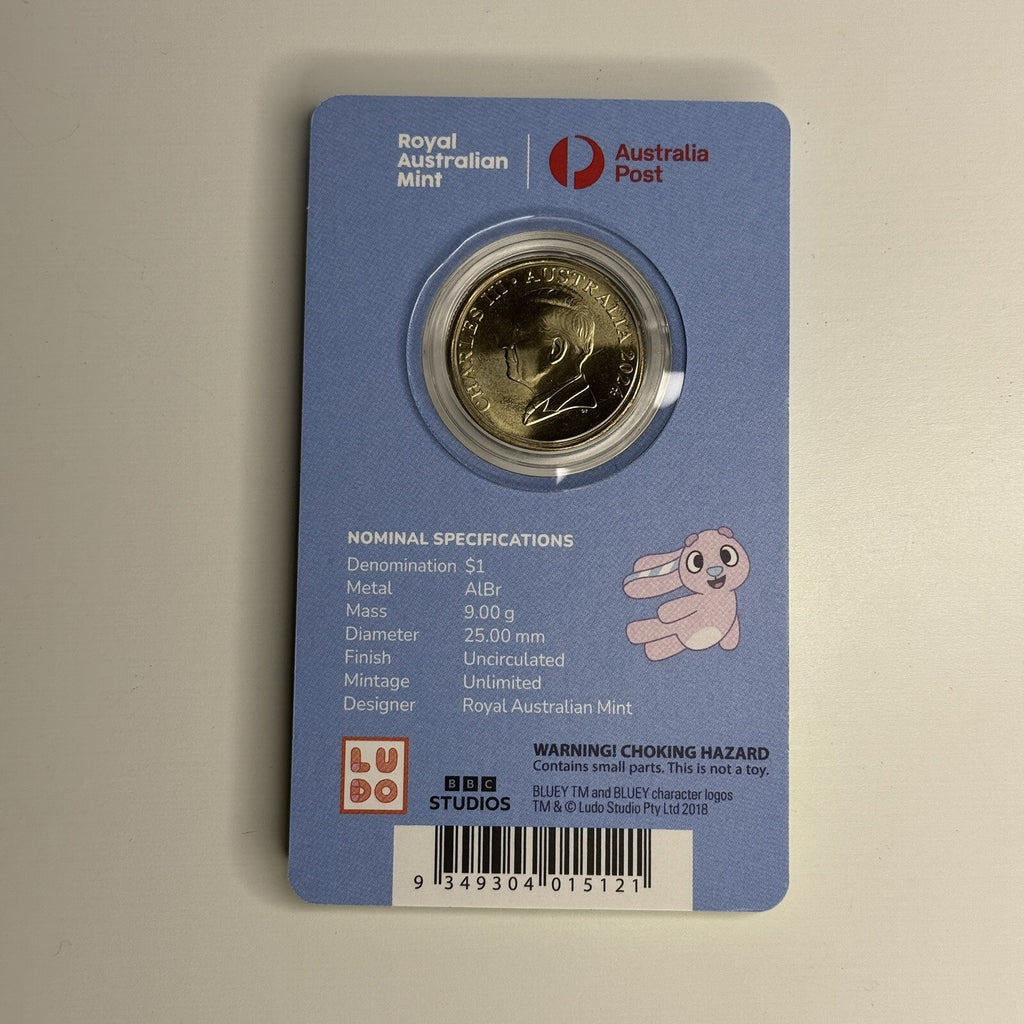 Royal
Australian
Mint
Australia
Post
CHARLES III • AUSTRALIA 2024
NOMINAL SPECIFICATIONS
Denomination $1
Metal AlBr
Mass 9.00 g
Diameter 25.00 mm
Finish Uncirculated
Mintage Unlimited
Designer Royal Australian Mint
LU
DO
BBC
STUDIOS
WARNING! CHOKING HAZARD
Contains small parts. This is not a toy.
BLUEY TM and BLUEY character logos
TM & © Ludo Studio Pty Ltd 2018
9 349304 015121